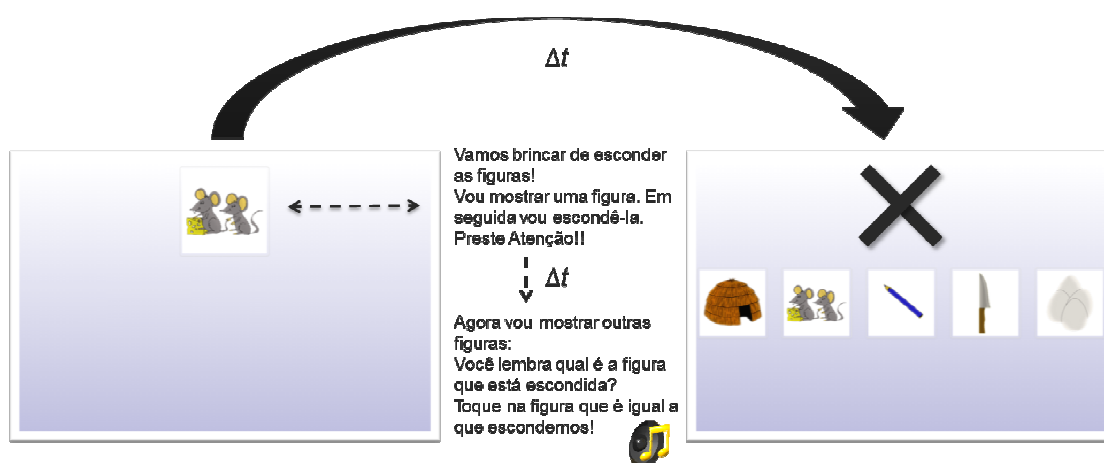 Δt
Vamos brincar de esconder
as figuras!
Vou mostrar uma figura. Em
seguida vou escondê-la.
Preste Atenção!!
Δt
Agora vou mostrar outras
figuras:
Você lembra qual é a figura
que está escondida?
Toque na figura que é igual a
que escondemos!